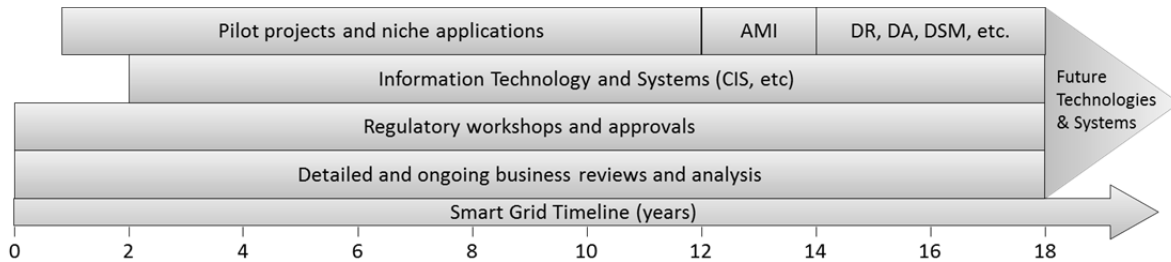 Pilot projects and niche applications
AMI
DR, DA, DSM, etc.
Information Technology and Systems (CIS, etc)
Future
Technologies
& Systems
Regulatory workshops and approvals
Detailed and ongoing business reviews and analysis
Smart Grid Timeline (years)
0 2 4 6 8 10 12 14 16 18